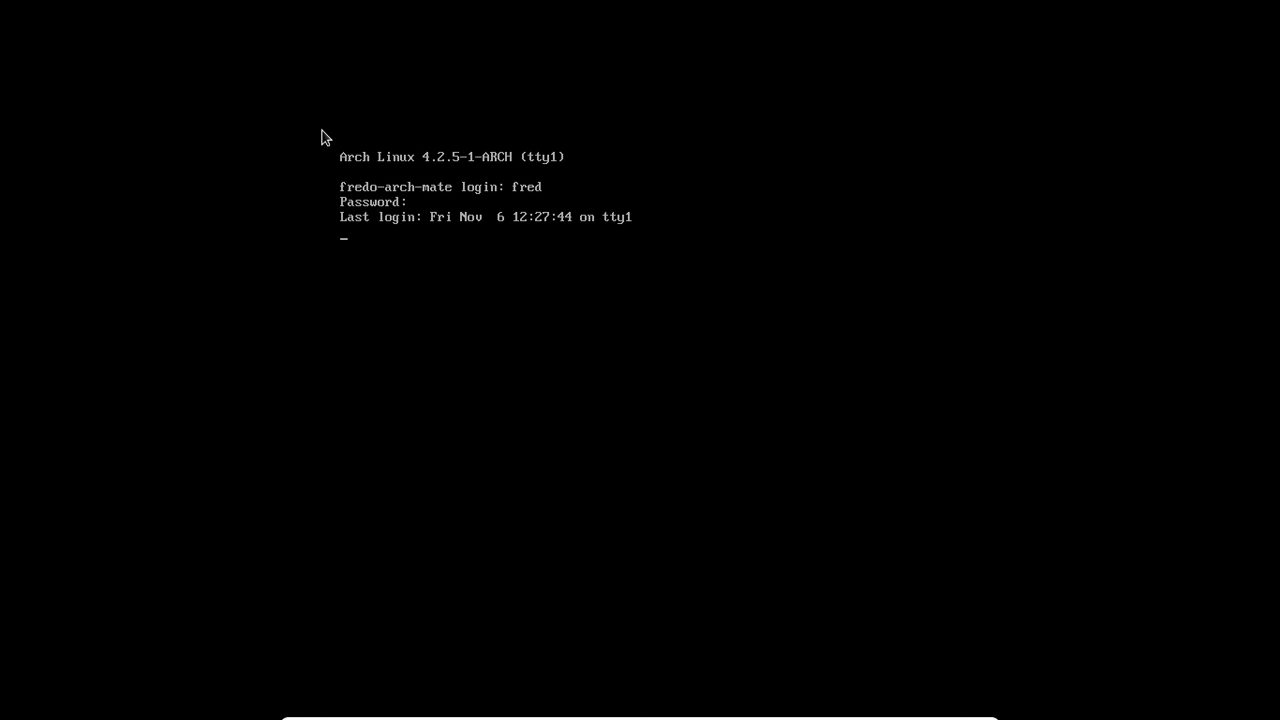 Arch Linux 4.2.5-1-ARCH (tty1)
fredo-arch-mate login: fred
Password:
Last login: Fri Nov  6 12:27:44 on tty1